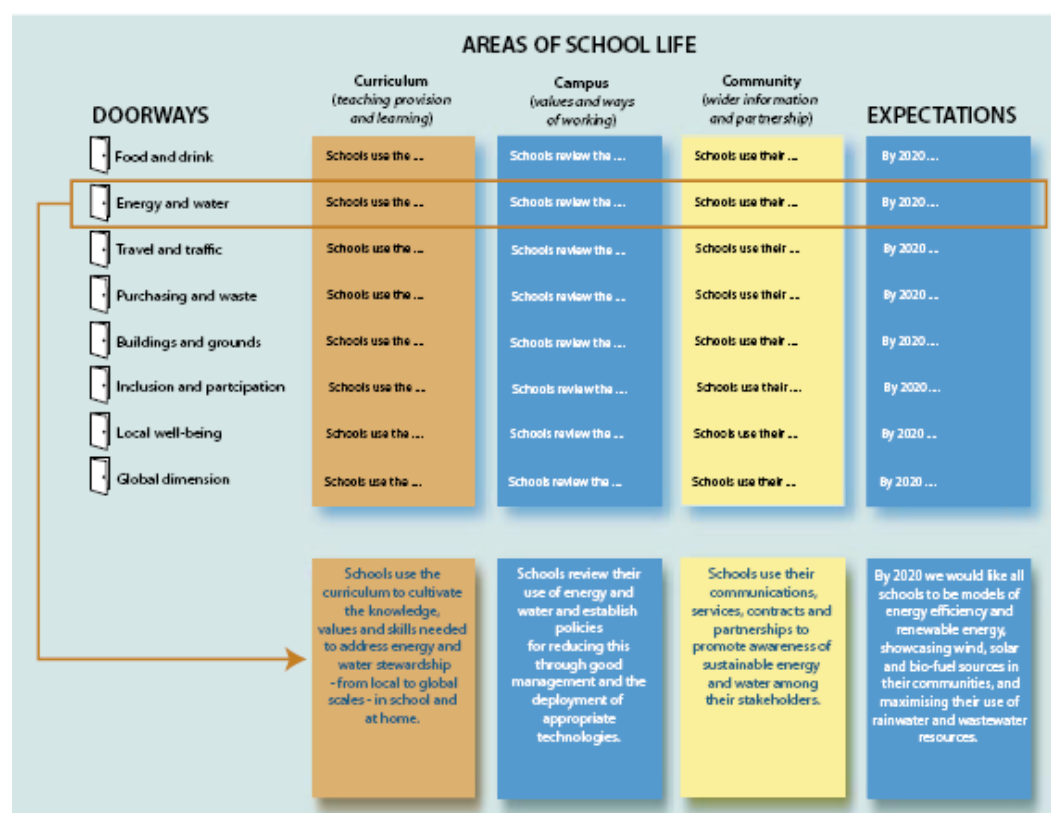 AREAS OF SCHOOL LIFE
DOORWAYS
Curriculum
(teaching provision
and learning)
Campus
(values and ways
of working)
Community
(wider information
and partnership)
EXPECTATIONS
Food and drink
Schools use the ...
Schools review the ....
Schools use their ...
By 2020 ....
Energy and water
Schools use the ...
Schools review the ...
Schools use their ...
By 2020 ....
Travel and traffic
Schools use the ...
Schools review the ...
Schools use their ...
By 2020 ....
Purchasing and waste
Schools use the ...
Schools review the ...
Schools use their ...
By 2020 ....
Buildings and grounds
Schools use the ...
Schools review the ...
Schools use their ...
By 2020 ....
Inclusion and partcipation
Schools use the ...
Schools review the ...
Schools use their ...
By 2020 ....
Local well-being
Schools use the ...
Schools review the ...
Schools use their ...
By 2020 ...
Global dimension
Schools use the ...
Schools review the ...
Schools use their ...
By 2020 ....
Schools use the
curriculum to cultivate
the knowledge,
values and skills needed
to address energy and
water stewardship
- from local to global
scales - in school and
at home.
Schools review their
use of energy and
water and establish
policies
for reducing this
through good
management and the
deployment of
appropriate
technologies.
Schools use their
communications,
services, contracts and
partnerships to
promote awareness of
sustainable energy
and water among
their stakeholders.
By 2020 we would like all
schools to be models of
energy efficiency and
renewable energy,
showcasing wind, solar
and bio-fuel sources in
their communities, and
maximising their use of
rainwater and wastewater
resources.